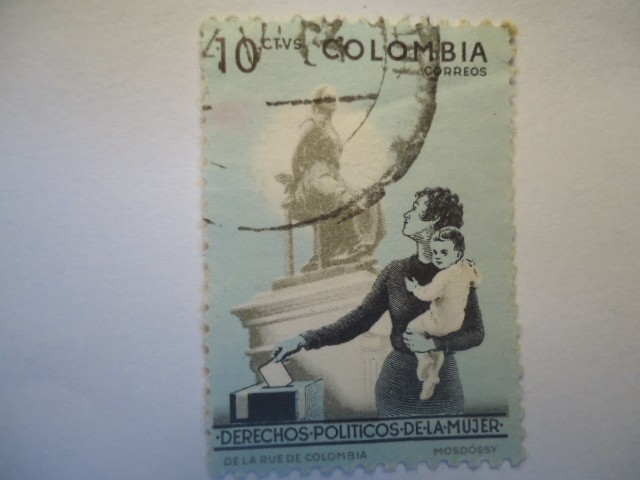 10 CTVS COLOMBIA
CORREOS
·DERECHOS·POLITICOS·DE·LA·MUJER·
DE LA RUE DE COLOMBIA MOSDÓSSY